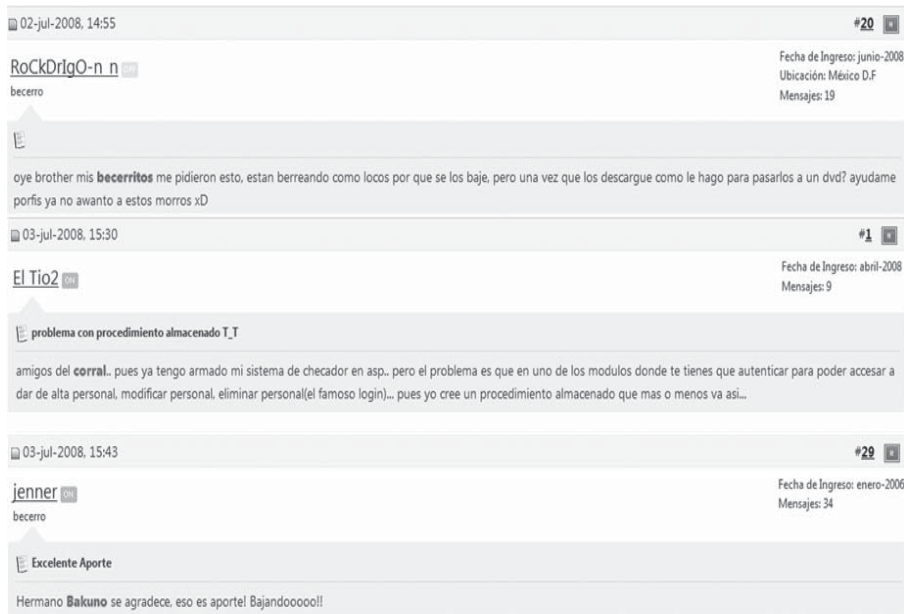 02-jul-2008, 14:55 #20
RoCkDrIgO-n_n ON
becerro
Fecha de Ingreso: junio-2008
Ubicación: México D.F
Mensajes: 19
oye brother mis becerritos me pidieron esto, estan berreando como locos por que se los baje, pero una vez que los descargue como le hago para pasarlos a un dvd? ayudame
porfis ya no awanto a estos morros xD
03-jul-2008, 15:30 #1
El Tio2 ON
Fecha de Ingreso: abril-2008
Mensajes: 9
problema con procedimiento almacenado T_T
amigos del corral.. pues ya tengo armado mi sistema de checador en asp.. pero el problema es que en uno de los modulos donde te tienes que autenticar para poder accesar a
dar de alta personal, modificar personal, eliminar personal(el famoso login)... pues yo cree un procedimiento almacenado que mas o menos va asi...
03-jul-2008, 15:43 #29
jenner ON
becerro
Fecha de Ingreso: enero-2006
Mensajes: 34
Excelente Aporte
Hermano Bakuno se agradece, eso es aporte! Bajandooooo!!